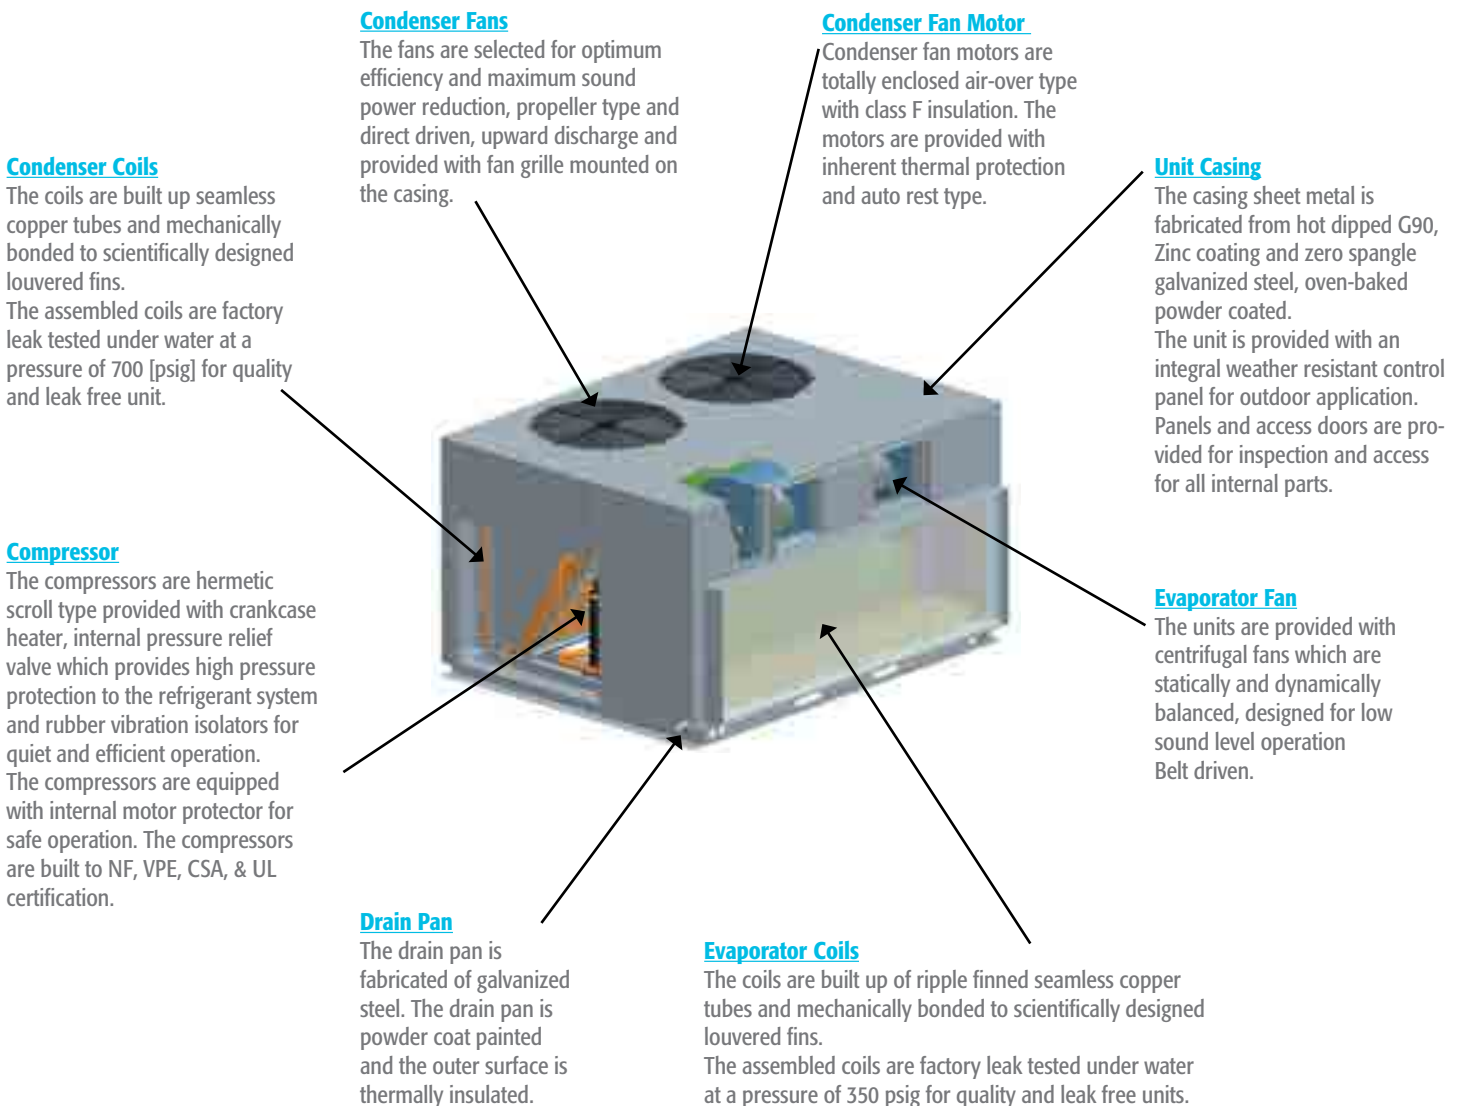 Condenser Fans
The fans are selected for optimum
efficiency and maximum sound
power reduction, propeller type and
direct driven, upward discharge and
provided with fan grille mounted on
the casing.
Condenser Fan Motor
Condenser fan motors are
totally enclosed air-over type
with class F insulation. The
motors are provided with
inherent thermal protection
and auto rest type.
Condenser Coils
The coils are built up seamless
copper tubes and mechanically
bonded to scientifically designed
louvered fins.
The assembled coils are factory
leak tested under water at a
pressure of 700 [psig] for quality
and leak free unit.
Unit Casing
The casing sheet metal is
fabricated from hot dipped G90,
Zinc coating and zero spangle
galvanized steel, oven-baked
powder coated.
The unit is provided with an
integral weather resistant control
panel for outdoor application.
Panels and access doors are pro-
vided for inspection and access
for all internal parts.
Compressor
The compressors are hermetic
scroll type provided with crankcase
heater, internal pressure relief
valve which provides high pressure
protection to the refrigerant system
and rubber vibration isolators for
quiet and efficient operation.
The compressors are equipped
with internal motor protector for
safe operation. The compressors
are built to NF, VPE, CSA, & UL
certification.
Evaporator Fan
The units are provided with
centrifugal fans which are
statically and dynamically
balanced, designed for low
sound level operation
Belt driven.
Drain Pan
The drain pan is
fabricated of galvanized
steel. The drain pan is
powder coat painted
and the outer surface is
thermally insulated.
Evaporator Coils
The coils are built up of ripple finned seamless copper
tubes and mechanically bonded to scientifically designed
louvered fins.
The assembled coils are factory leak tested under water
at a pressure of 350 psig for quality and leak free units.